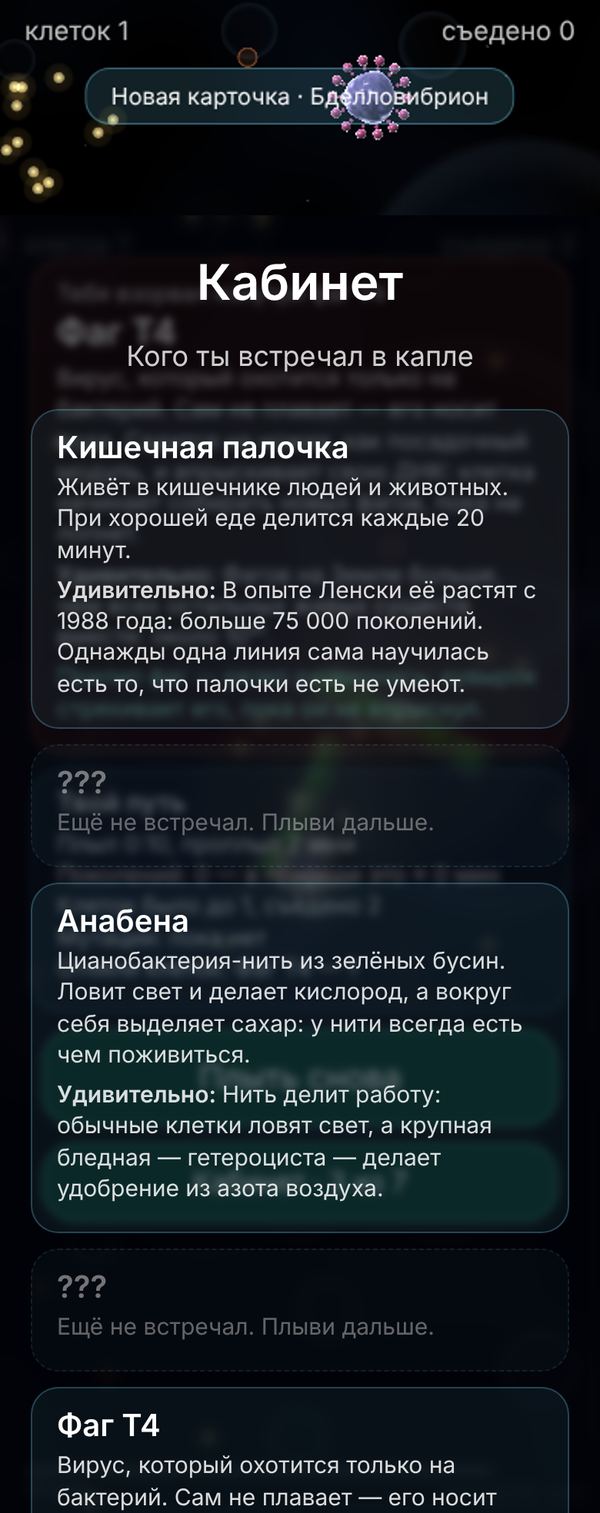 клеток 1
съедено 0
Новая карточка · Бделловибрион
Кабинет
Фаг Т4
Кого ты встречал в капле
Кишечная палочка
Живёт в кишечнике людей и животных.
При хорошей еде делится каждые 20
минут.
Удивительно: В опыте Ленски её растят с
1988 года: больше 75 000 поколений.
Однажды одна линия сама научилась
есть то, что палочки есть не умеют.
???
Ещё не встречал. Плыви дальше.
Анабена
Цианобактерия-нить из зелёных бусин.
Ловит свет и делает кислород, а вокруг
себя выделяет сахар: у нити всегда есть
чем поживиться.
Удивительно: Нить делит работу:
обычные клетки ловят свет, а крупная
бледная — гетероциста — делает
удобрение из азота воздуха.
???
Ещё не встречал. Плыви дальше.
Фаг Т4
Вирус, который охотится только на
бактерий. Сам не плавает — его носит